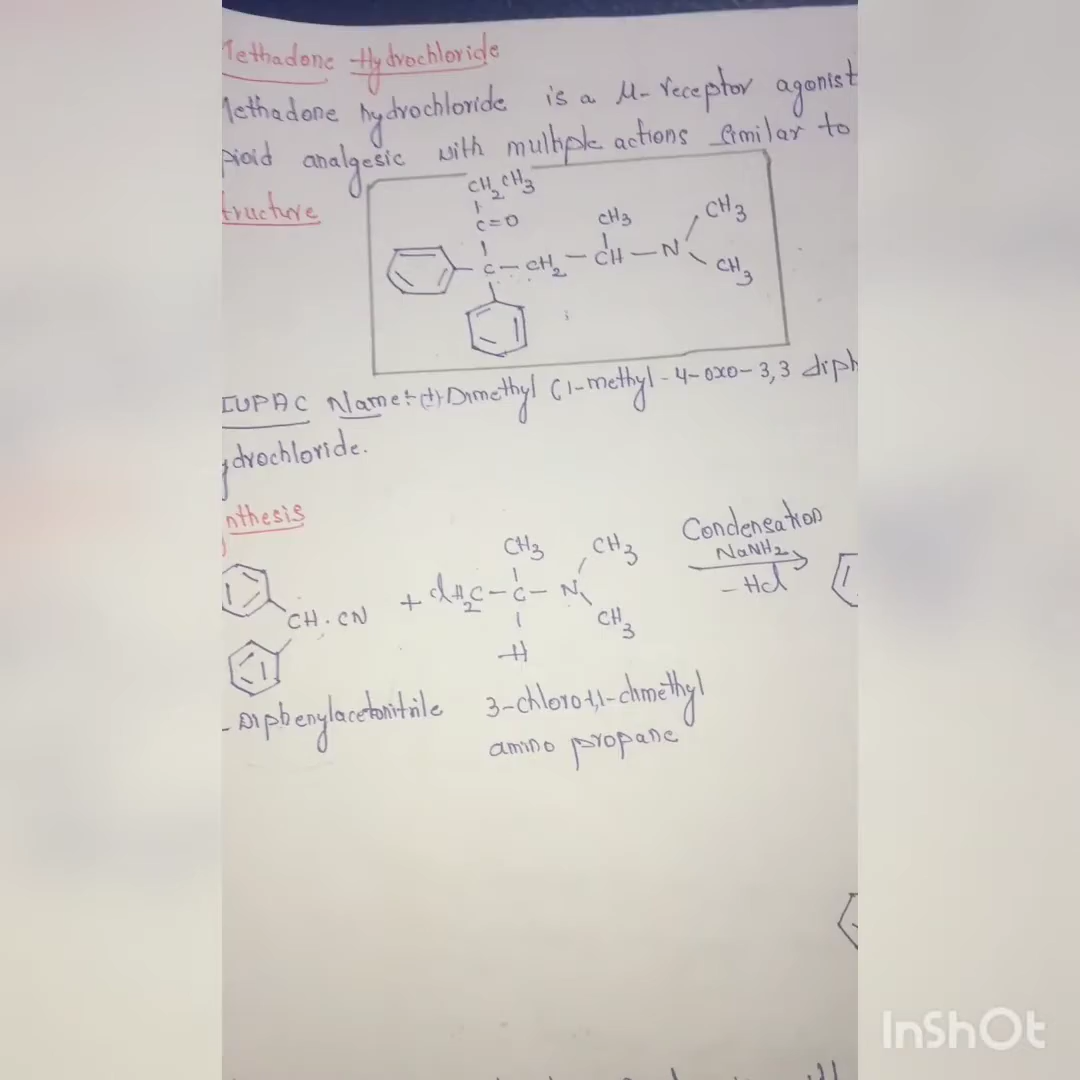 Methadone Hydrochloride
Methadone hydrochloride is a μ-receptor agonist
pioid analgesic with multiple actions similar to
tructure
CH2CH3
C=O
CH3
CH3
C-CH2-CH-N
CH3
IUPAC Name:-(±)Dimethyl (1-methyl-4-oxo-3,3 diph
ydrochloride.
nthesis
Condensation
CH3
CH3
NaNH2
CH.CN
+ ClH2C-C-N
-HCl
CH3
H
-Diphenylacetonitrile
3-chloro-1,1-dimethyl
amino propane
InShOt